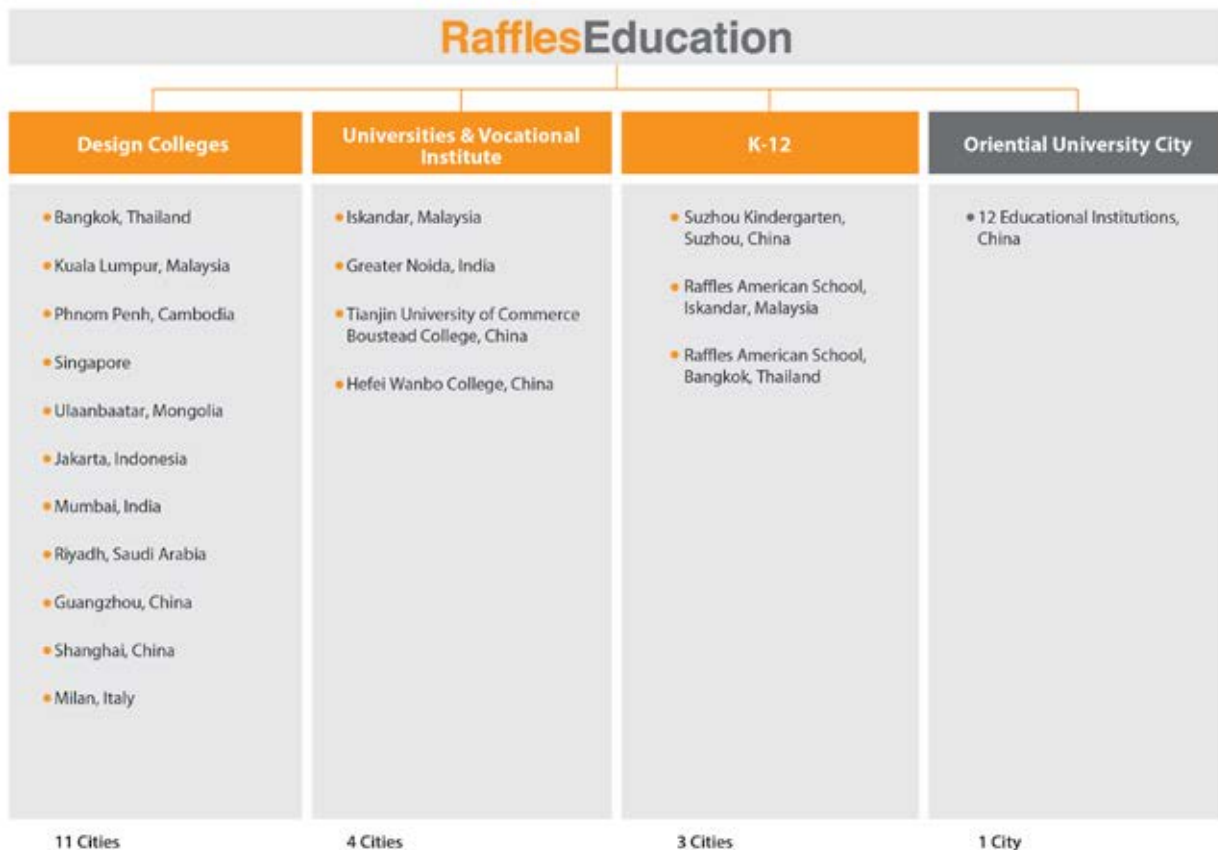 RafflesEducation
Design Colleges
Bangkok, Thailand
Kuala Lumpur, Malaysia
Phnom Penh, Cambodia
Singapore
Ulaanbaatar, Mongolia
Jakarta, Indonesia
Mumbai, India
Riyadh, Saudi Arabia
Guangzhou, China
Shanghai, China
Milan, Italy
11 Cities
Universities & Vocational
Institute
Iskandar, Malaysia
Greater Noida, India
Tianjin University of Commerce
Boustead College, China
Hefei Wanbo College, China
4 Cities
K-12
Suzhou Kindergarten,
Suzhou, China
Raffles American School,
Iskandar, Malaysia
Raffles American School,
Bangkok, Thailand
3 Cities
Oriential University City
12 Educational Institutions,
China
1 City